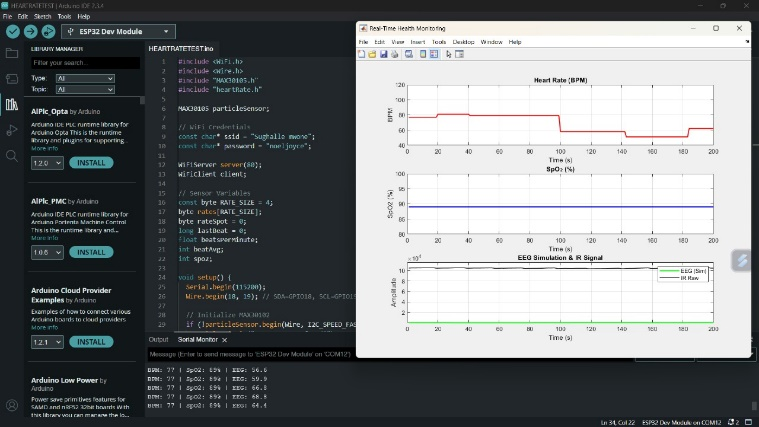 HEARTRATETEST | Arduino IDE 2.3.4
File Edit Sketch Tools Help
ESP32 Dev Module
LIBRARY MANAGER
Filter your search...
Type: All
Topic: All
AIPlc_Opta by Arduino
Arduino IDE PLC runtime library for
Arduino Opta This is the runtime
library and plugins for supporting...
More info
1.2.0 INSTALL
AIPlc_PMC by Arduino
Arduino IDE PLC runtime library for
Arduino Portenta Machine Control
This is the runtime library and...
More info
1.0.6 INSTALL
Arduino Cloud Provider
Examples by Arduino
Examples of how to connect various
Arduino boards to cloud providers
More info
1.2.1 INSTALL
Arduino Low Power by
Arduino
Power save primitives features for
SAMD and nRF52 32bit boards With
this library you can manage the lo...
HEARTRATETEST.ino
1 #include <WiFi.h>
2 #include <Wire.h>
3 #include "MAX30105.h"
4 #include "heartRate.h"
5
6 MAX30105 particleSensor;
7
8 // WiFi Credentials
9 const char* ssid = "Sughalle mwone";
10 const char* password = "noeljoyce";
11
12 WiFiServer server(80);
13 WiFiClient client;
14
15 // Sensor Variables
16 const byte RATE_SIZE = 4;
17 byte rates[RATE_SIZE];
18 byte rateSpot = 0;
19 long lastBeat = 0;
20 float beatsPerMinute;
21 int beatAvg;
22 int spo2;
23
24 void setup() {
25 Serial.begin(115200);
26 Wire.begin(18, 19); // SDA=GPIO18, SCL=GPIO19
27
28 // Initialize MAX30102
29 if (!particleSensor.begin(Wire, I2C_SPEED_FAS
Output Serial Monitor
Message (Enter to send message to 'ESP32 Dev Module' on 'COM12')
BPM: 77 | SpO2: 89% | EEG: 56.6
BPM: 77 | SpO2: 89% | EEG: 59.9
BPM: 77 | SpO2: 89% | EEG: 66.8
BPM: 77 | SpO2: 89% | EEG: 68.8
BPM: 77 | SpO2: 89% | EEG: 64.4
Ln 34, Col 22 ESP32 Dev Module on COM12 2
Real-Time Health Monitoring
File Edit View Insert Tools Desktop Window Help
Heart Rate (BPM)
BPM
120
100
80
60
40
0 20 40 60 80 100 120 140 160 180 200
Time (s)
SpO₂ (%)
SpO2 (%)
100
95
90
85
80
0 20 40 60 80 100 120 140 160 180 200
Time (s)
EEG Simulation & IR Signal
×10⁴
Amplitude
10
8
6
4
2
EEG (Sim)
IR Raw
0 20 40 60 80 100 120 140 160 180 200
Time (s)